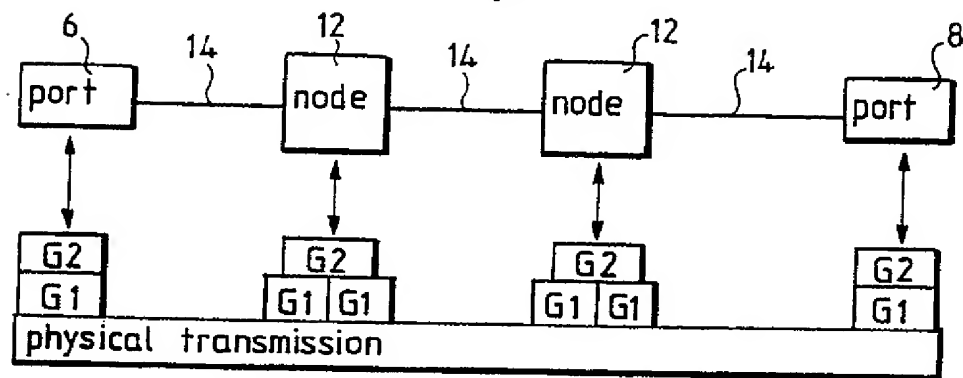 6 12 12 8
14 14 14
port node node port
G2 G2 G2 G2
G1 G1 G1 G1 G1 G1
physical transmission